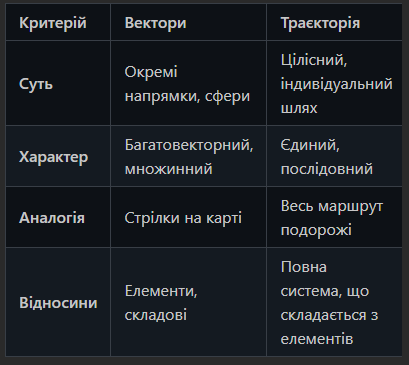 Критерій Вектори Траєкторія
Суть
Окремі
напрямки, сфери
Цілісний,
індивідуальний
шлях
Характер
Багатовекторний,
множинний
Єдиний,
послідовний
Аналогія
Стрілки на карті
Весь маршрут
подорожі
Відносини
Елементи,
складові
Повна
система, що
складається з
елементів